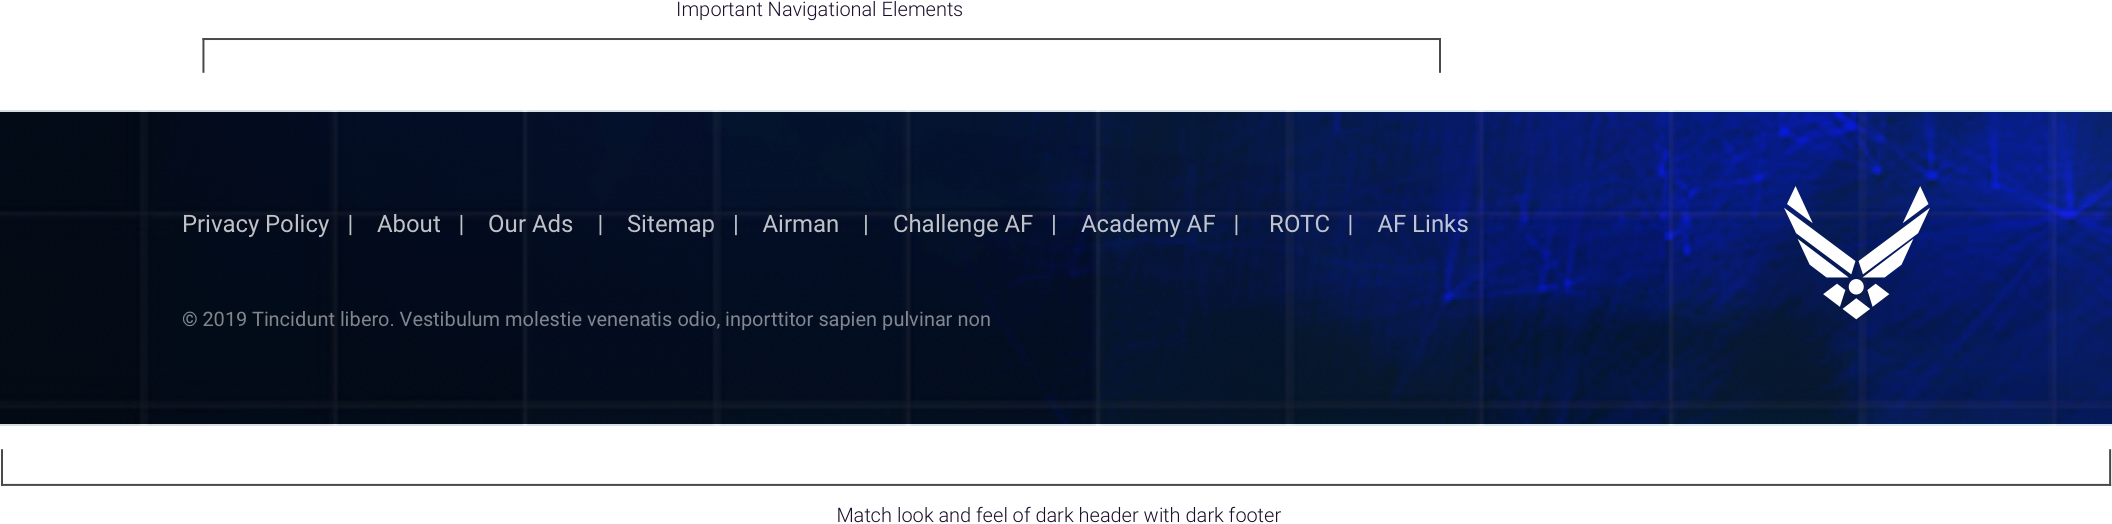 Important Navigational Elements
Privacy Policy | About | Our Ads | Sitemap | Airman | Challenge AF | Academy AF | ROTC | AF Links
© 2019 Tincidunt libero. Vestibulum molestie venenatis odio, inporttitor sapien pulvinar non
Match look and feel of dark header with dark footer